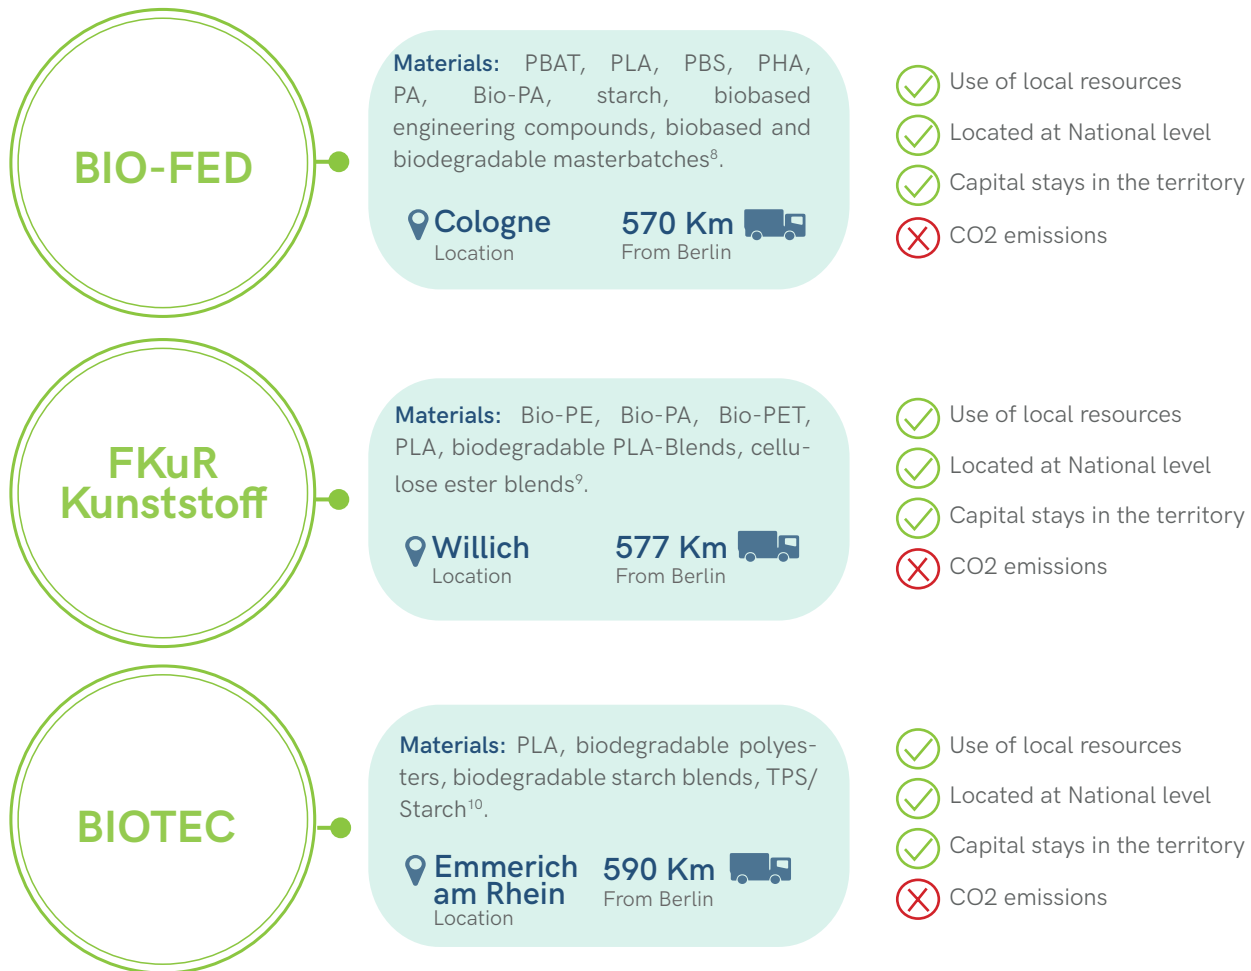 BIO-FED
Materials: PBAT, PLA, PBS, PHA,
PA, Bio-PA, starch, biobased
engineering compounds, biobased and
biodegradable masterbatches⁸.
Cologne
Location
570 Km
From Berlin
Use of local resources
Located at National level
Capital stays in the territory
CO2 emissions
FKuR
Kunststoff
Materials: Bio-PE, Bio-PA, Bio-PET,
PLA, biodegradable PLA-Blends, cellu-
lose ester blends⁹.
Willich
Location
577 Km
From Berlin
Use of local resources
Located at National level
Capital stays in the territory
CO2 emissions
BIOTEC
Materials: PLA, biodegradable polyes-
ters, biodegradable starch blends, TPS/
Starch¹⁰.
Emmerich
am Rhein
Location
590 Km
From Berlin
Use of local resources
Located at National level
Capital stays in the territory
CO2 emissions